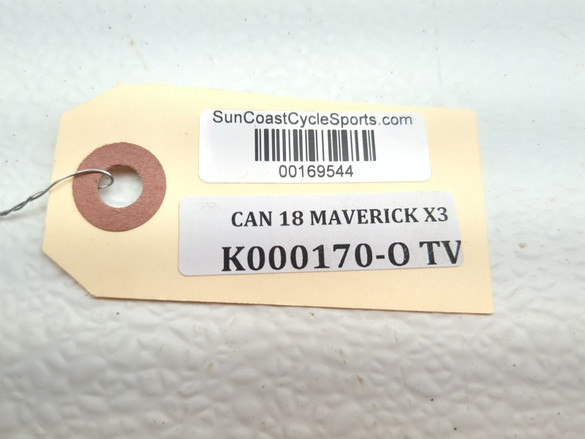 SunCoastCycleSports.com
00169544
CAN 18 MAVERICK X3
K000170-O TV